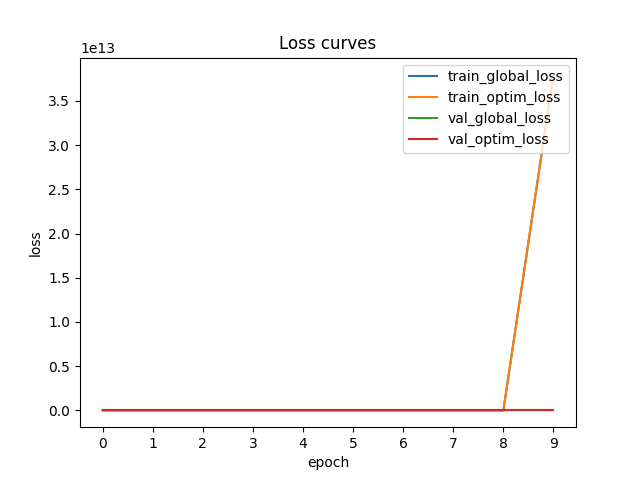 Loss curves
1e13
train_global_loss
train_optim_loss
val_global_loss
val_optim_loss
3.5
3.0
2.5
2.0
1.5
1.0
0.5
0.0
loss
0 1 2 3 4 5 6 7 8 9
epoch